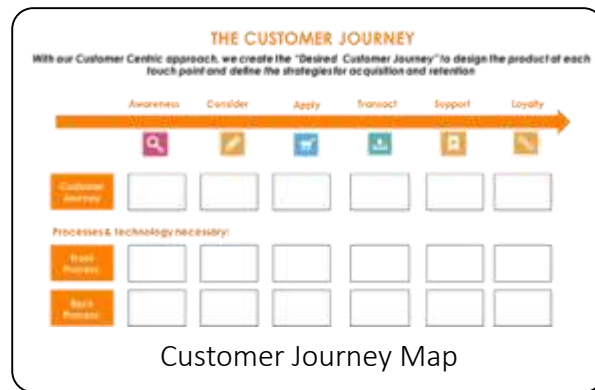 THE CUSTOMER JOURNEY
With our Customer Centric approach, we create the "Desired Customer Journey" to design the product at each
touch point and define the strategies for acquisition and retention
Awareness Consider Apply Transact Support Loyalty
Customer
Journey
Processes & technology necessary:
Front
Process
Back
Process
Customer Journey Map